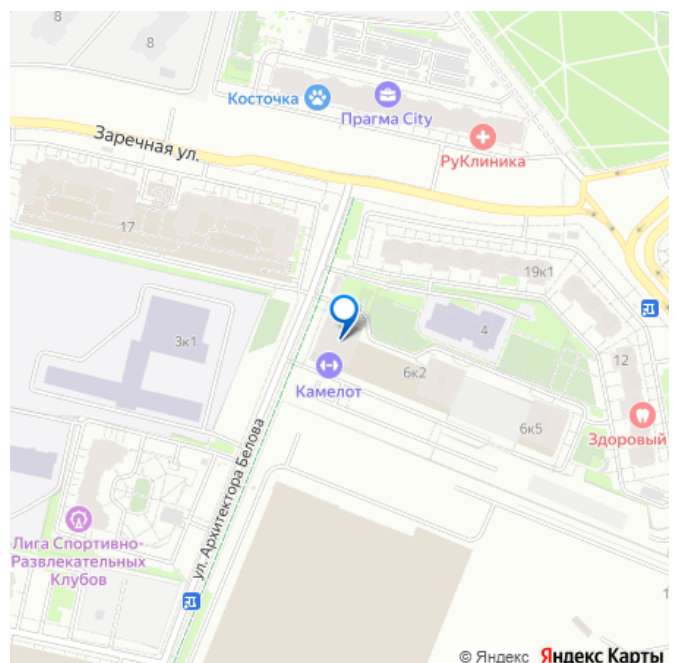 8
8
Косточка
Прагма City
РуКлиника
Заречная ул.
17
19к1
3к1
4
12
6к2
Камелот
6к5
Здоровый
ул. Архитектора Белова
Лига Спортивно-
Развлекательных
Клубов
1
© Яндекс Яндекс Карты